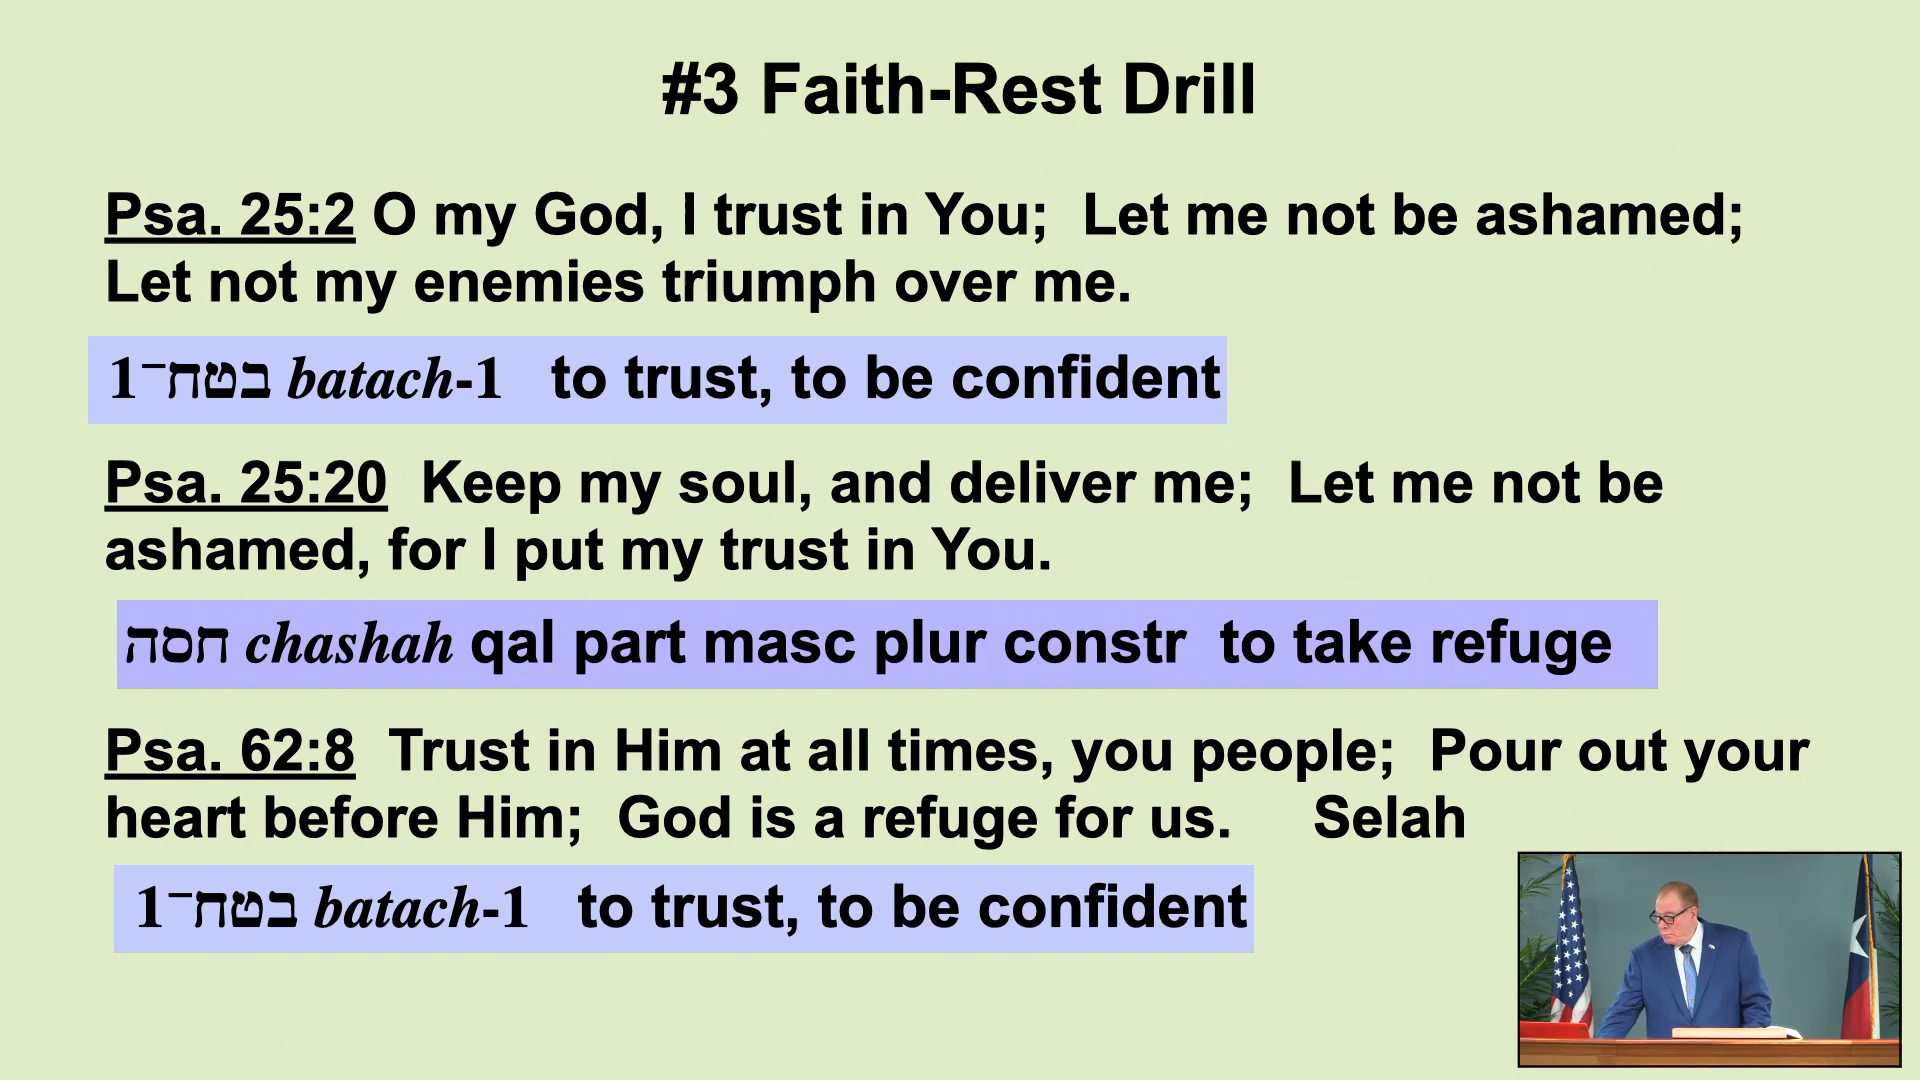 #3 Faith-Rest Drill
Psa. 25:2 O my God, I trust in You; Let me not be ashamed;
Let not my enemies triumph over me.
בטח־1 batach-1 to trust, to be confident
Psa. 25:20 Keep my soul, and deliver me; Let me not be
ashamed, for I put my trust in You.
חסה chashah qal part masc plur constr to take refuge
Psa. 62:8 Trust in Him at all times, you people; Pour out your
heart before Him; God is a refuge for us. Selah
בטח־1 batach-1 to trust, to be confident